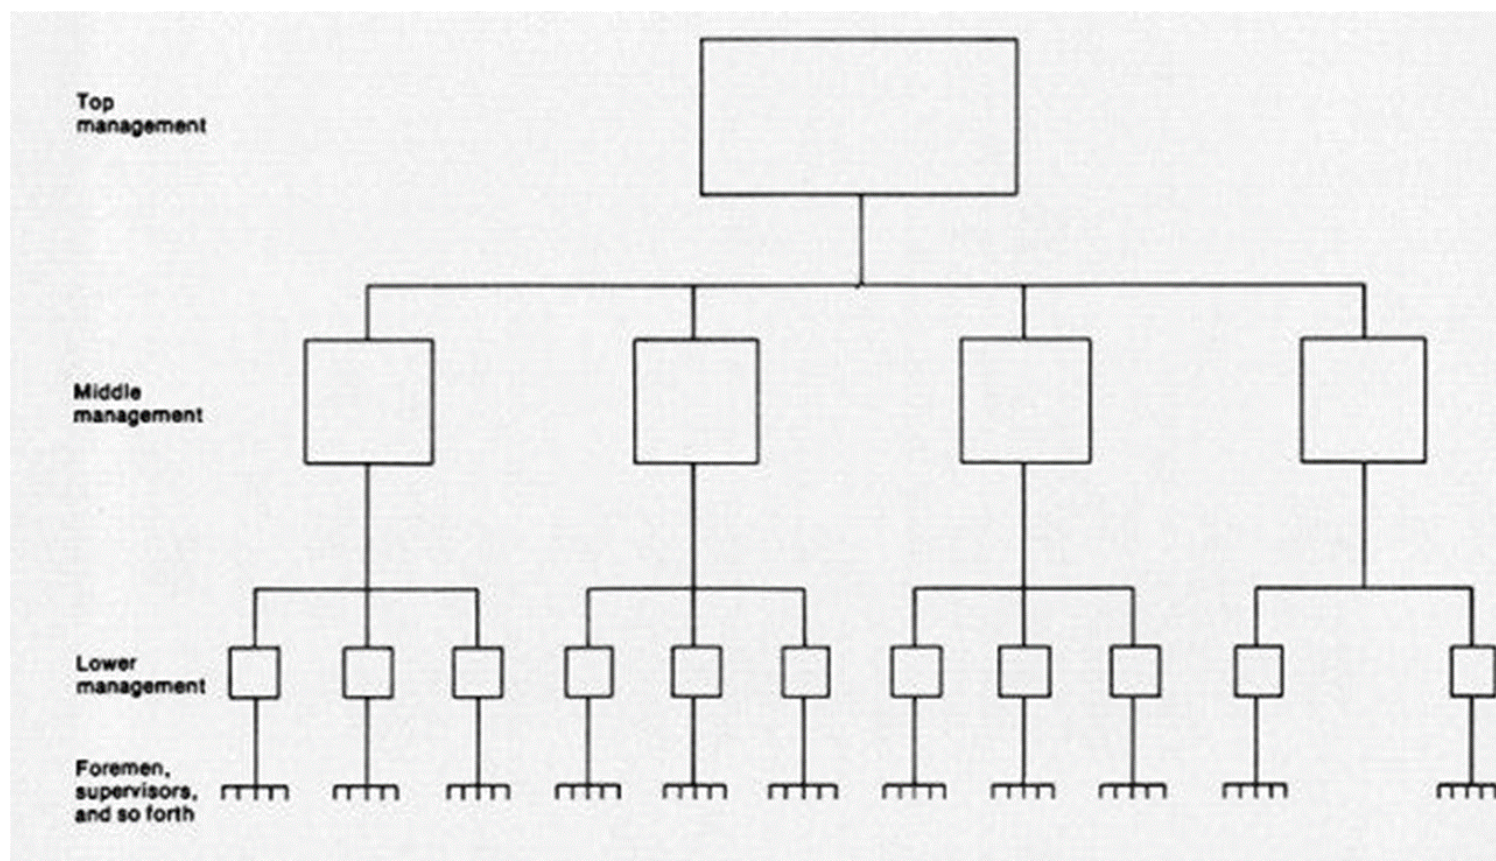 Top
management
Middle
management
Lower
management
Foremen,
supervisors,
and so forth